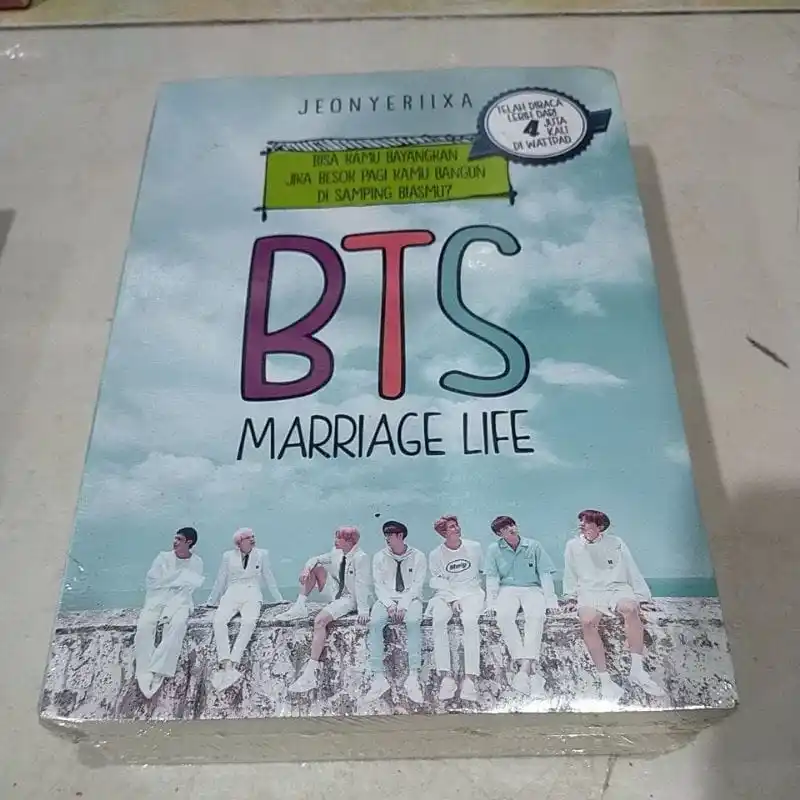 JEONYERIIXA
TELAH DIBACA
LEBIH DARI
4 JUTA
KALI
DI WATTPAD
BISA KAMU BAYANGKAN
JIKA BESOK PAGI KAMU BANGUN
DI SAMPING BIASMU?
BTS
MARRIAGE LIFE